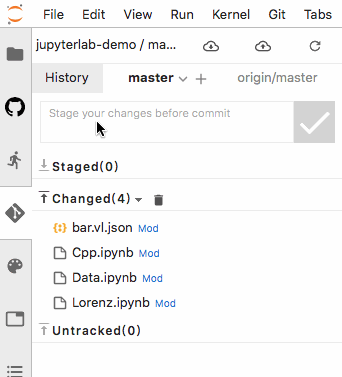 File Edit View Run Kernel Git Tabs
jupyterlab-demo / ma...
History master origin/master
Stage your changes before commit
Staged(0)
Changed(4)
bar.vl.json Mod
Cpp.ipynb Mod
Data.ipynb Mod
Lorenz.ipynb Mod
Untracked(0)